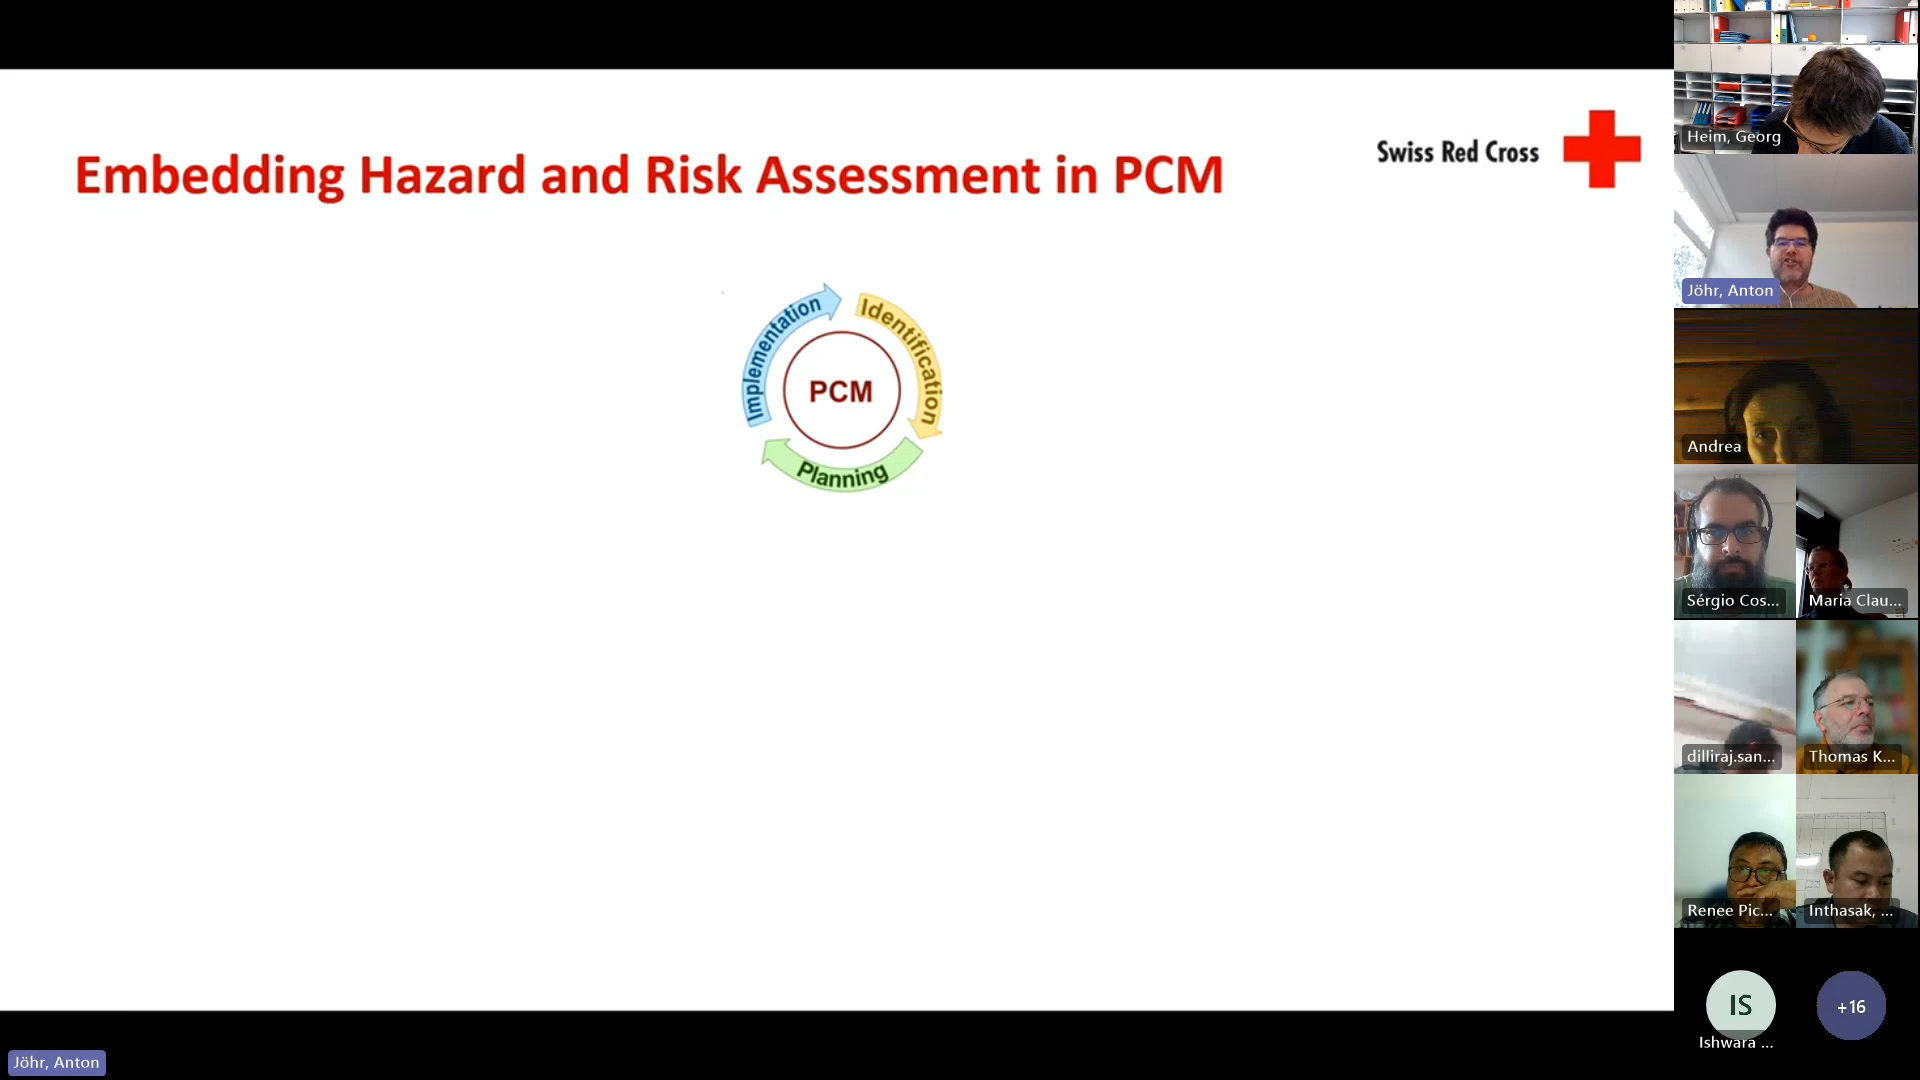 Embedding Hazard and Risk Assessment in PCM
Swiss Red Cross
Implementation
Identification
PCM
Planning
Heim, Georg
Jöhr, Anton
Andrea
Sérgio Cos...
Maria Clau...
dilliraj.san...
Thomas K...
Renee Pic...
Inthasak, ...
IS
+16
Ishwara ...
Jöhr, Anton